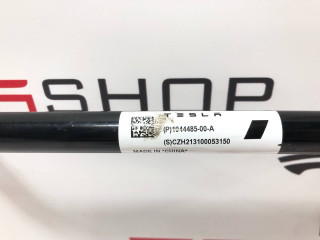 SHOP
TESLA
(P)1044485-00-A
(S)CZH213100053150
MADE IN "CHINA"